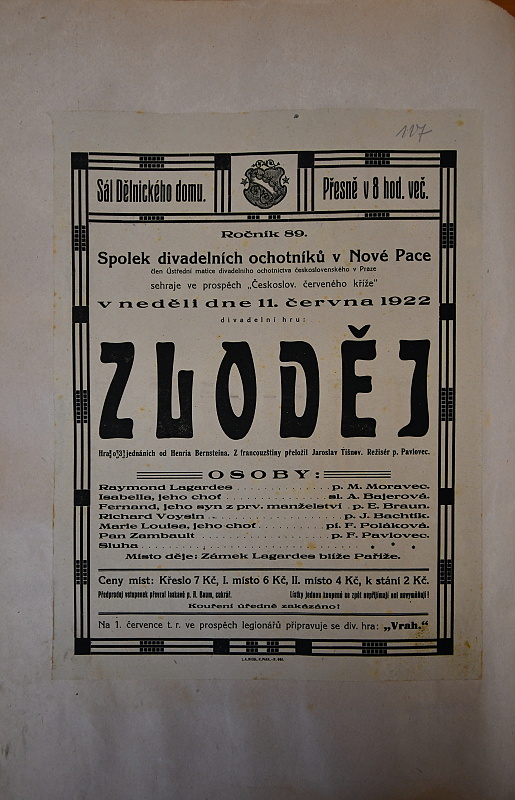 117
Sál Dělnického domu.
Přesně v 8 hod. več.
Ročník 89.
Spolek divadelních ochotníků v Nové Pace
člen Ústřední matice divadelního ochotnictva československého v Praze
sehraje ve prospěch „Českoslov. červeného kříže"
v neděli dne 11. června 1922
divadelní hru:
ZLODĚJ
Hra o 3 jednáních od Henria Bernsteina. Z francouzštiny přeložil Jaroslav Tišnov. Režisér p. Pavlovec.
OSOBY:
Raymond Lagardes . . . . . . . . . . . . p. M. Moravec.
Isabella, jeho choť . . . . . . . . . . . . sl. A. Bajerová.
Fernand, jeho syn z prv. manželství . p. E. Braun.
Richard Voysin . . . . . . . . . . . . p. J. Bachtík.
Marie Louisa, jeho choť . . . . . . . . pí. F. Poláková.
Pan Zambault . . . . . . . . . . . . p. F. Pavlovec.
Sluha . . . . . . . . . . . . * * *
Místo děje: Zámek Lagardes blíže Paříže.
Ceny míst: Křeslo 7 Kč, I. místo 6 Kč, II. místo 4 Kč, k stání 2 Kč.
Předprodej vstupenek převzal laskavě p. R. Baum, cukrář.
Lístky jednou koupené se zpět nepřijímají ani nevyměňují!
Kouření úředně zakázáno!
Na 1. července t. r. ve prospěch legionářů připravuje se div. hra: „Vrah."